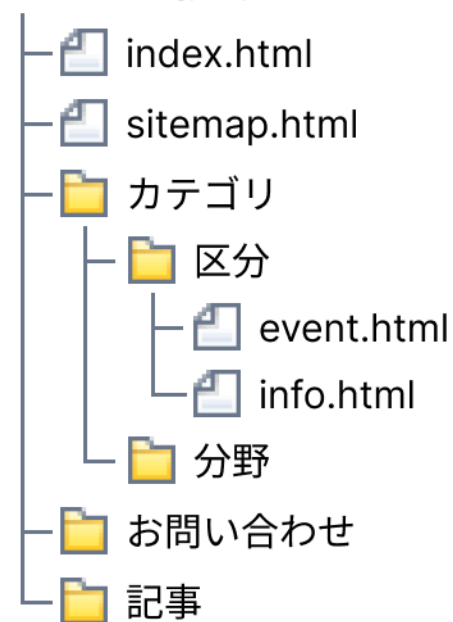 index.html
sitemap.html
カテゴリ
区分
event.html
info.html
分野
お問い合わせ
記事